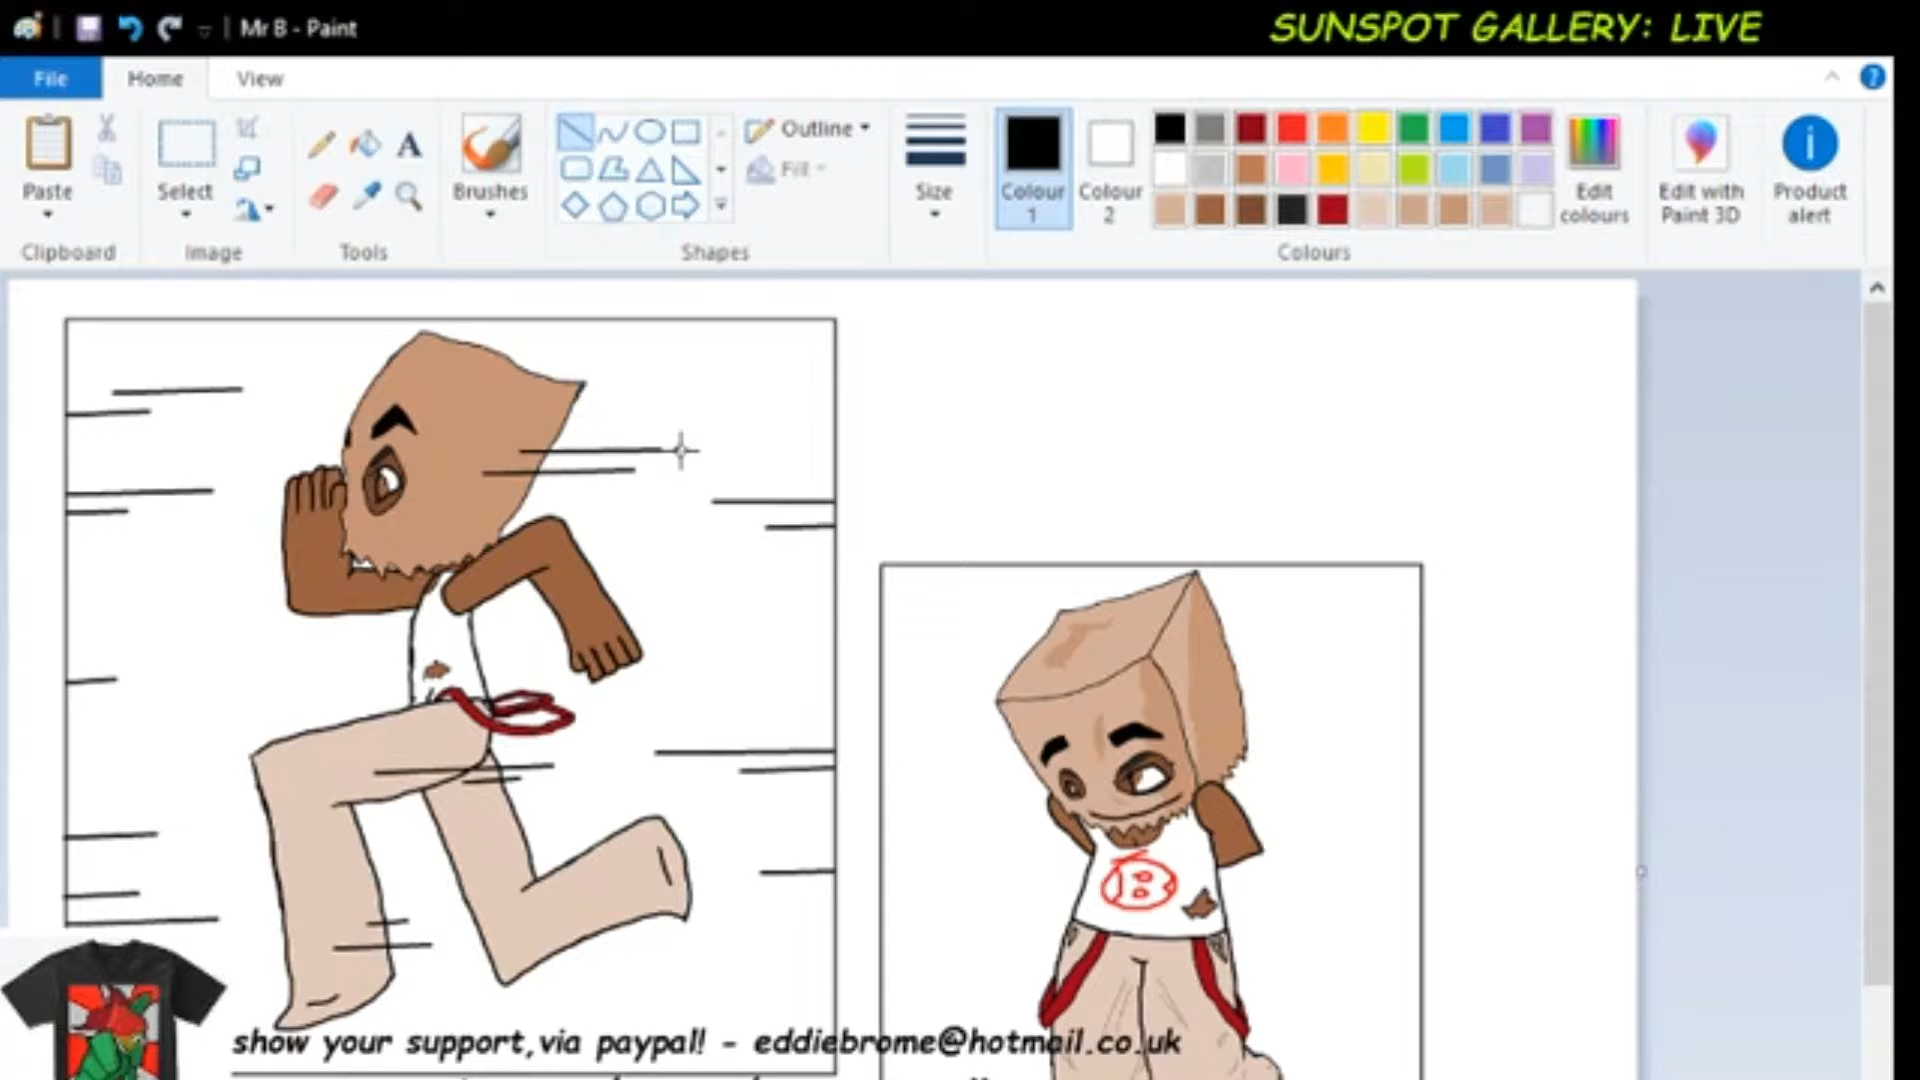 Mr B - Paint
SUNSPOT GALLERY: LIVE
File
Home
View
Paste
Select
Brushes
Outline
Fill
Size
Colour 1
Colour 2
Edit colours
Edit with Paint 3D
Product alert
Clipboard
Image
Tools
Shapes
Colours
show your support, via paypal! - eddiebrome@hotmail.co.uk